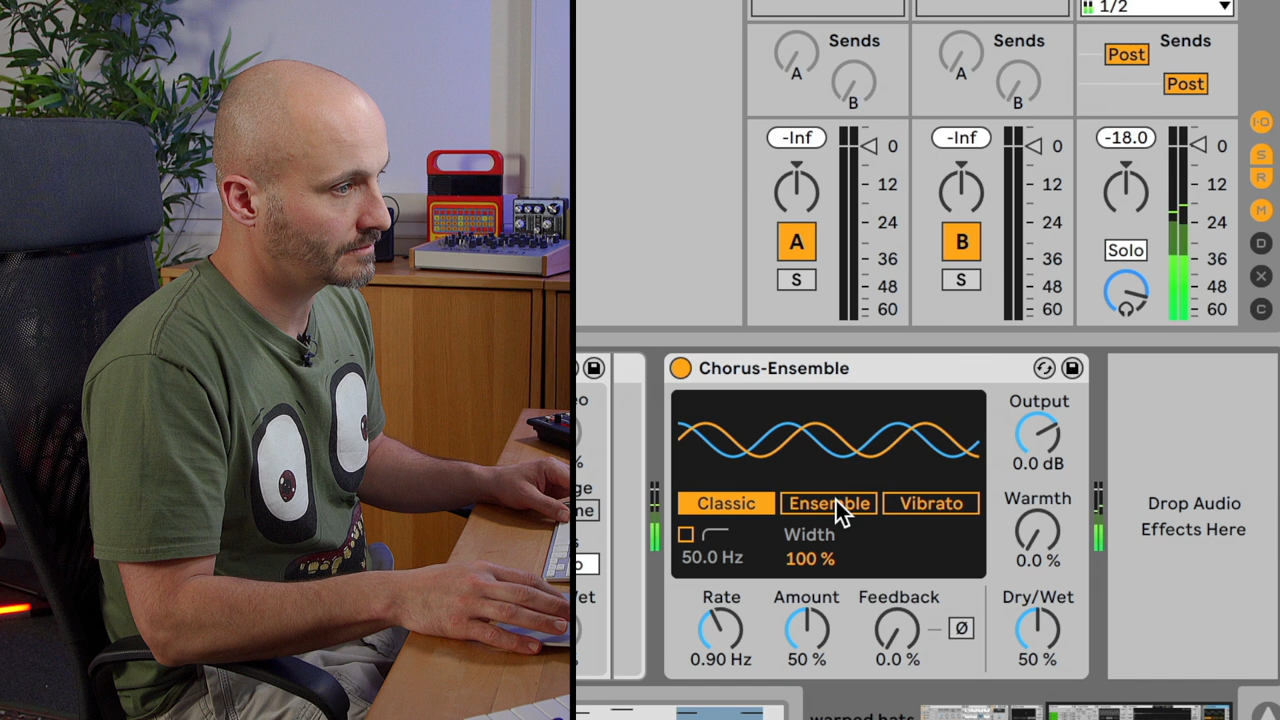 1/2
Sends
A
B
Sends
A
B
Sends
Post
Post
-Inf
0
12
24
36
48
60
A
S
-Inf
0
12
24
36
48
60
B
S
-18.0
0
12
24
36
48
60
Solo
I·O
S
R
M
D
X
C
Chorus-Ensemble
Classic
Ensemble
Vibrato
50.0 Hz
Width
100 %
Output
0.0 dB
Warmth
0.0 %
Rate
0.90 Hz
Amount
50 %
Feedback
0.0 %
Ø
Dry/Wet
50 %
Drop Audio
Effects Here